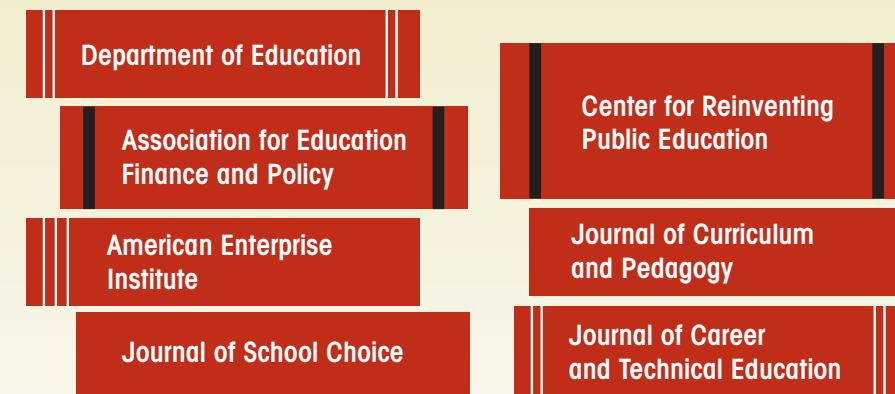 Department of Education
Association for Education
Finance and Policy
American Enterprise
Institute
Journal of School Choice
Center for Reinventing
Public Education
Journal of Curriculum
and Pedagogy
Journal of Career
and Technical Education